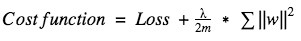 Cost function = Loss + λ/2m * ∑ ||w||²